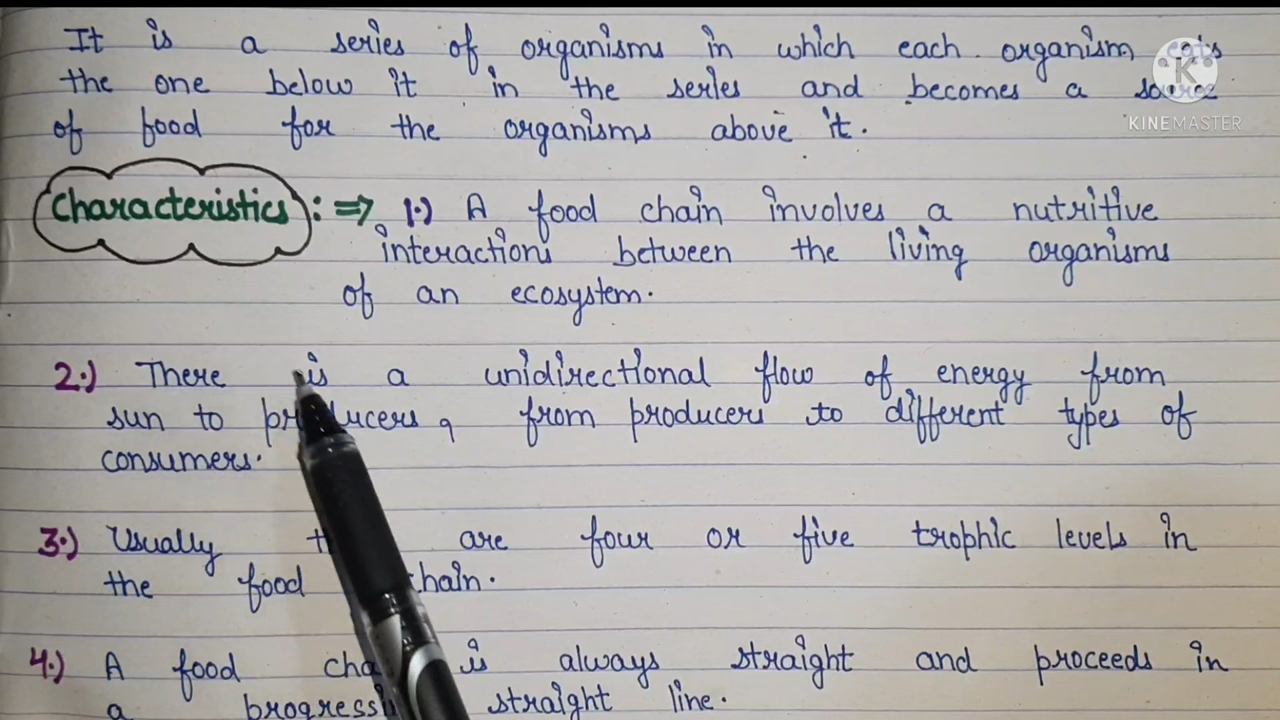 It is a series of organisms in which each organism eats
the one below it in the series and becomes a source
of food for the organisms above it.
KINEMASTER
Characteristics :⇒ 1.) A food chain involves a nutritive
interactions between the living organisms
of an ecosystem.
2.) There is a unidirectional flow of energy from
sun to producers, from producers to different types of
consumers.
3.) Usually are four or five trophic levels in
the food chain.
4.) A food is always straight and proceeds in
a straight line.